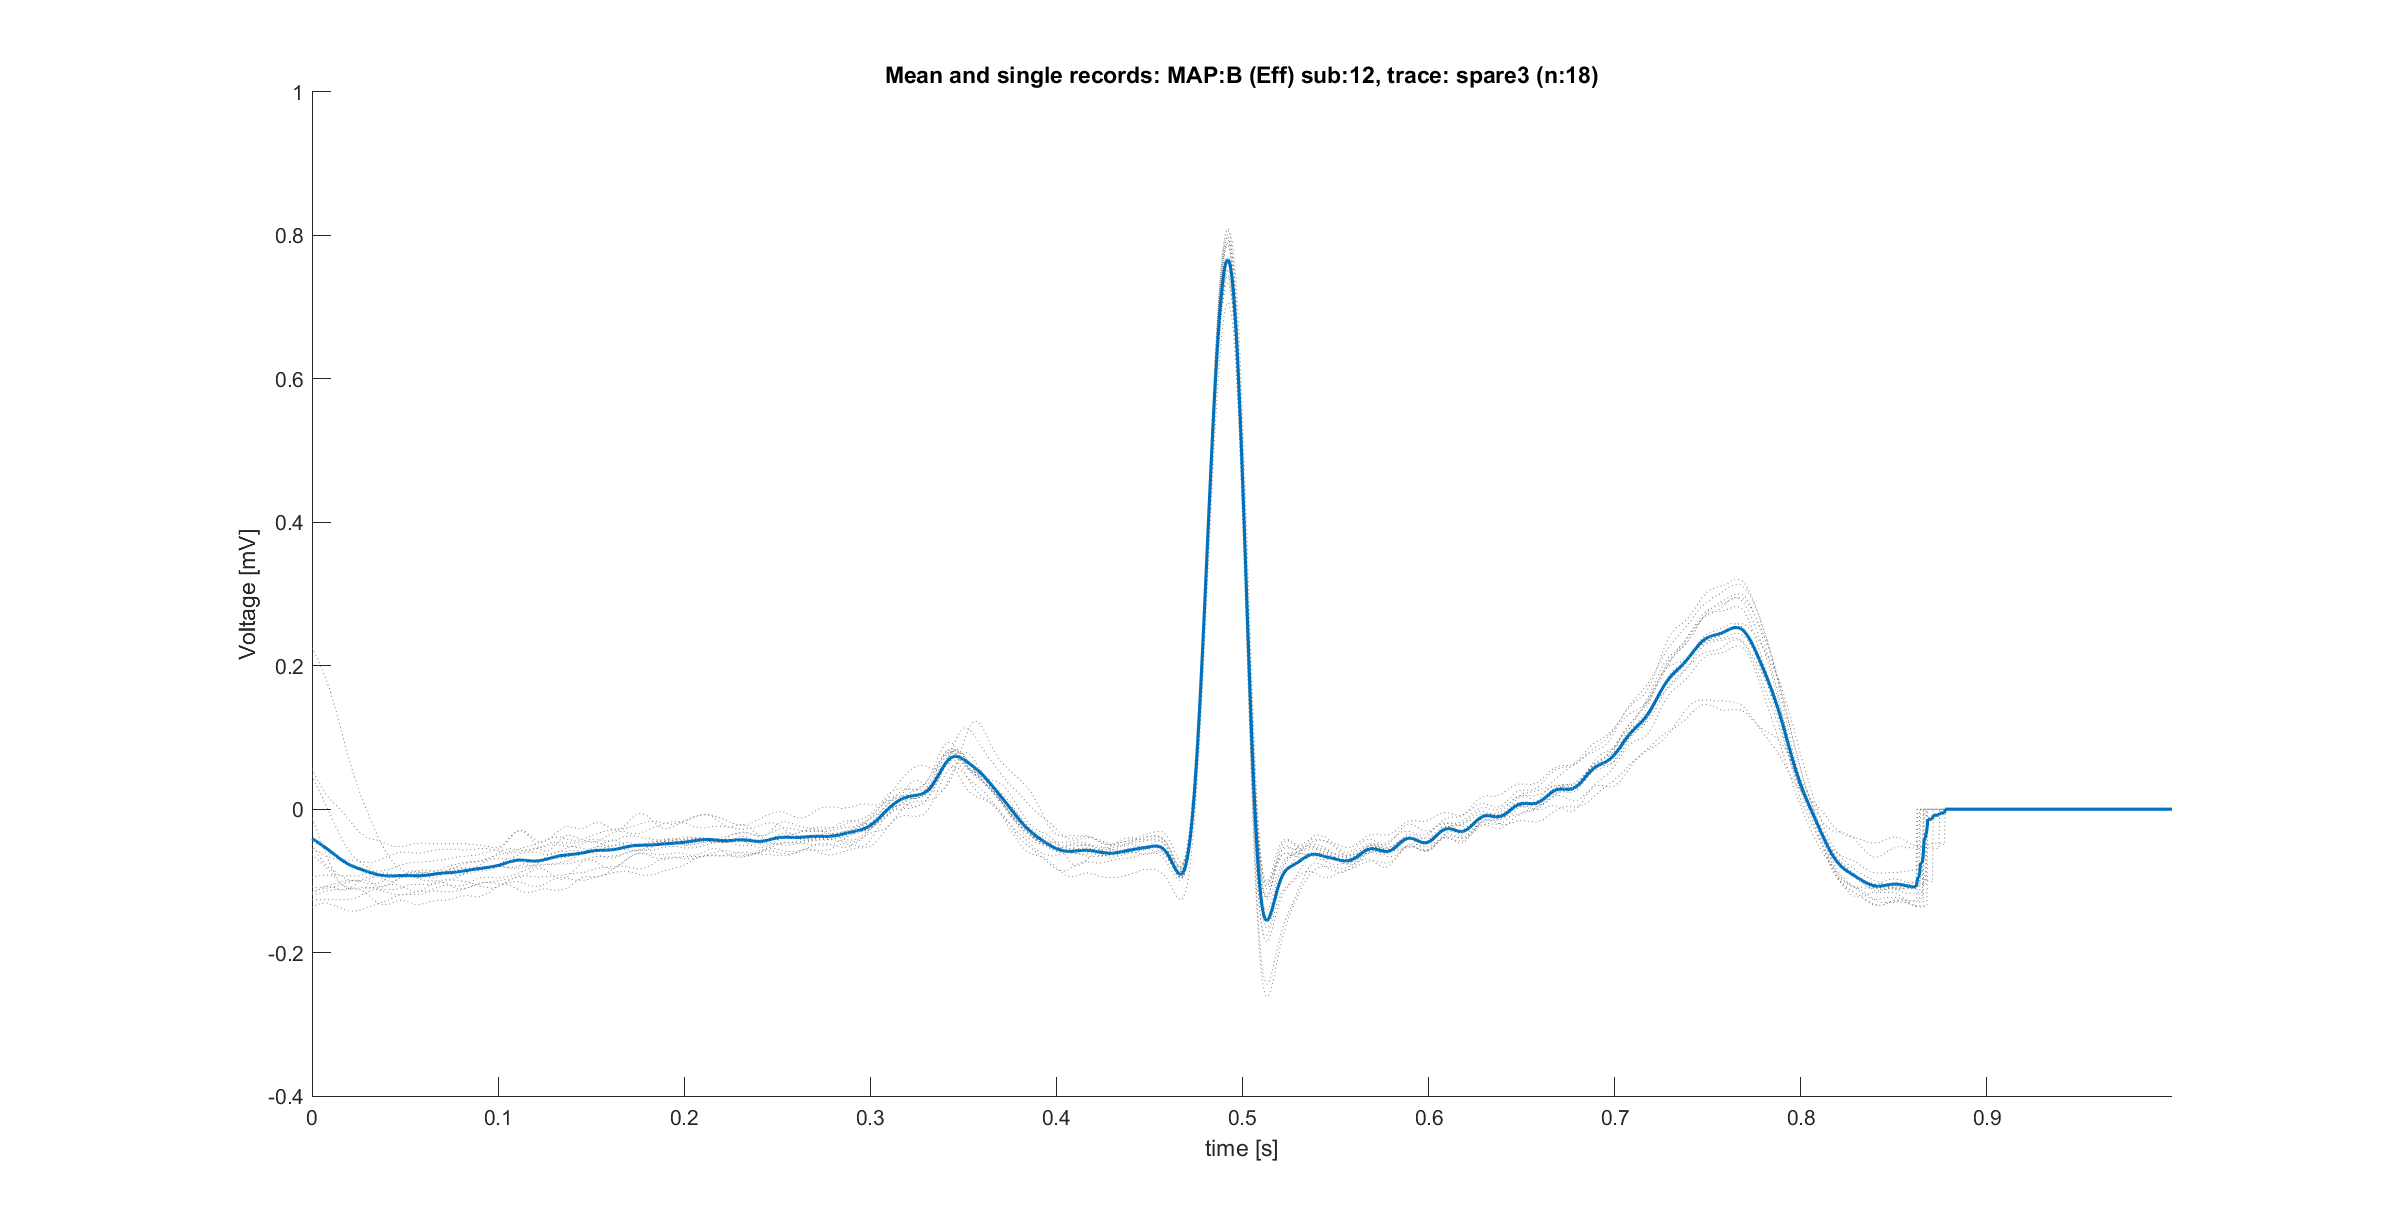 Mean and single records: MAP:B (Eff) sub:12, trace: spare3 (n:18)
1
0.8
0.6
0.4
0.2
0
-0.2
-0.4
Voltage [mV]
0 0.1 0.2 0.3 0.4 0.5 0.6 0.7 0.8 0.9
time [s]